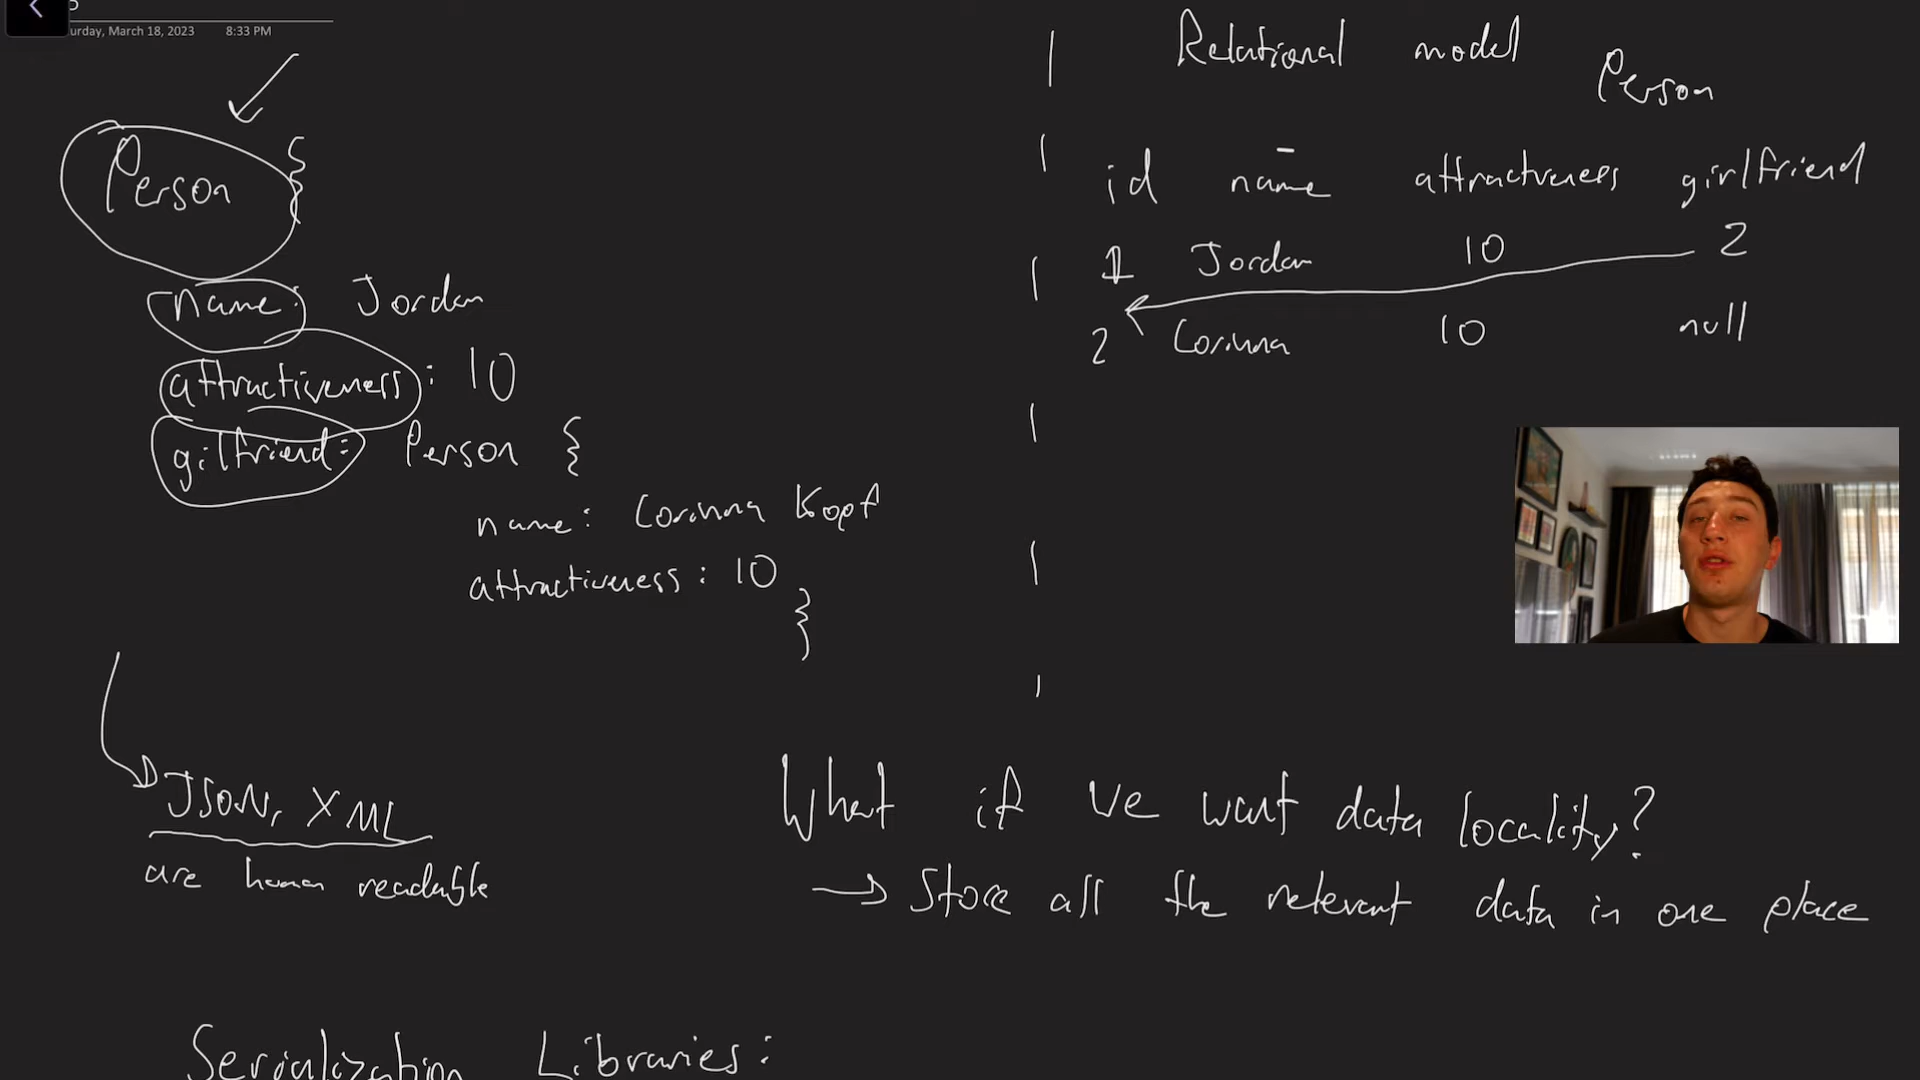 urday, March 18, 2023 8:33 PM
Person {
name: Jordan
attractiveness: 10
gilfriend: Person {
name: Corinna Kopf
attractiveness: 10
}
JSON, XML
are human readable
Relational model
Person
id name attractveness girlfriend
1 Jordan 10 2
2 Corinna 10 null
What if we want data locality?
→ Store all the relevant data in one place
Serialization Libraries: